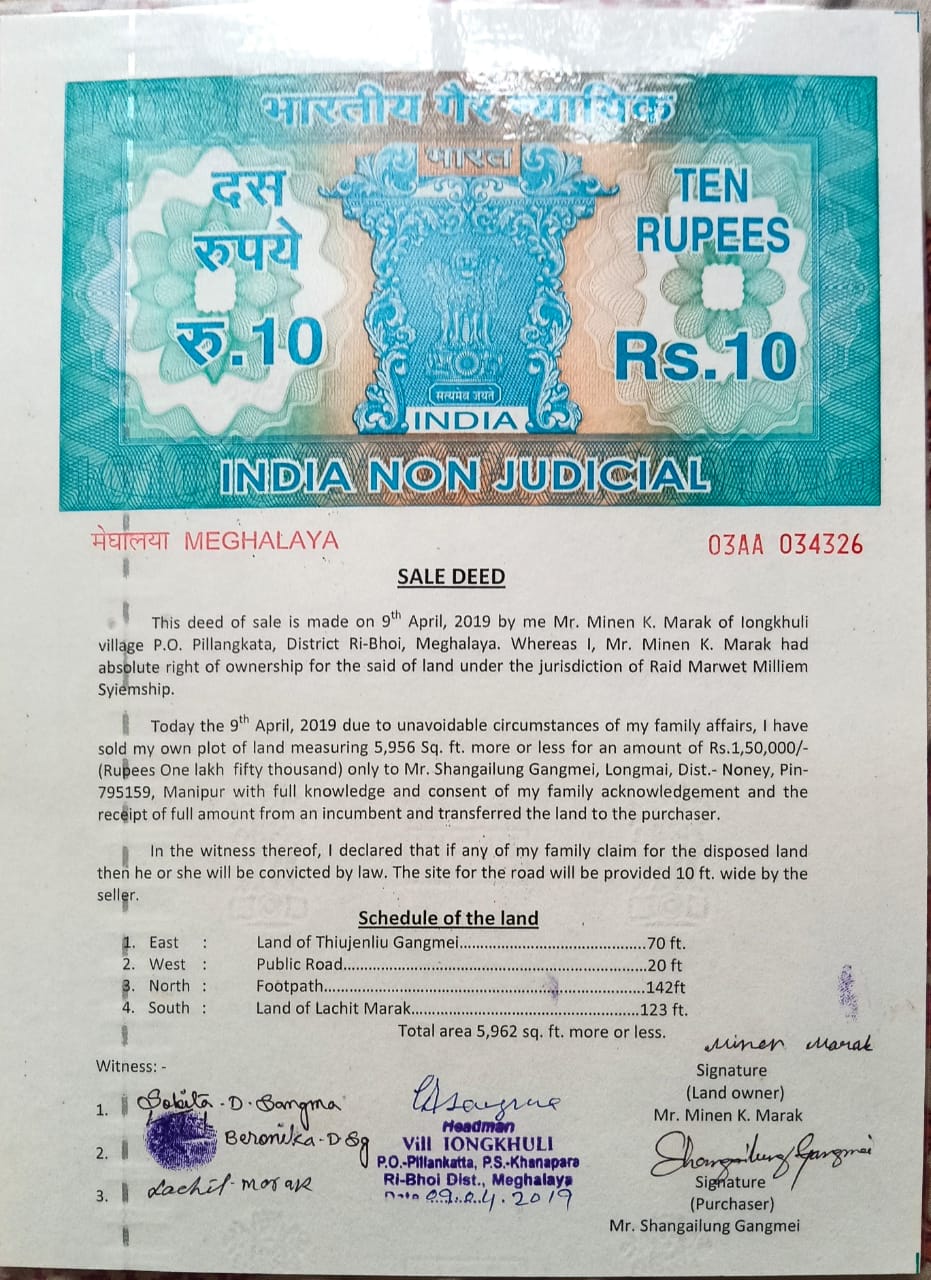 भारतीय गैर न्यायिक
भारत
दस
रुपये
रु.10
TEN
RUPEES
Rs.10
सत्यमेव जयते
INDIA
INDIA NON JUDICIAL
मेघालया MEGHALAYA
03AA 034326
SALE DEED
This deed of sale is made on 9th April, 2019 by me Mr. Minen K. Marak of Iongkhuli
village P.O. Pillangkata, District Ri-Bhoi, Meghalaya. Whereas I, Mr. Minen K. Marak had
absolute right of ownership for the said of land under the jurisdiction of Raid Marwet Milliem
Syiemship.
Today the 9th April, 2019 due to unavoidable circumstances of my family affairs, I have
sold my own plot of land measuring 5,956 Sq. ft. more or less for an amount of Rs.1,50,000/-
(Rupees One lakh fifty thousand) only to Mr. Shangailung Gangmei, Longmai, Dist.- Noney, Pin-
795159, Manipur with full knowledge and consent of my family acknowledgement and the
receipt of full amount from an incumbent and transferred the land to the purchaser.
In the witness thereof, I declared that if any of my family claim for the disposed land
then he or she will be convicted by law. The site for the road will be provided 10 ft. wide by the
seller.
Schedule of the land
1. East : Land of Thiujenliu Gangmei.......................................70 ft.
2. West : Public Road...............................................................20 ft
3. North : Footpath..................................................................142ft
4. South : Land of Lachit Marak...............................................123 ft.
Total area 5,962 sq. ft. more or less.
Minen Marak
Signature
(Land owner)
Mr. Minen K. Marak
Witness: -
1. Sobita-D-Sangma
2. Beronika-D Sg
3. Lachit-Marak
Headman
Vill IONGKHULI
P.O.-Pillankatta, P.S.-Khanapara
Ri-Bhoi Dist., Meghalaya
Date 09.04.2019
Shangailung Gangmei
Signature
(Purchaser)
Mr. Shangailung Gangmei